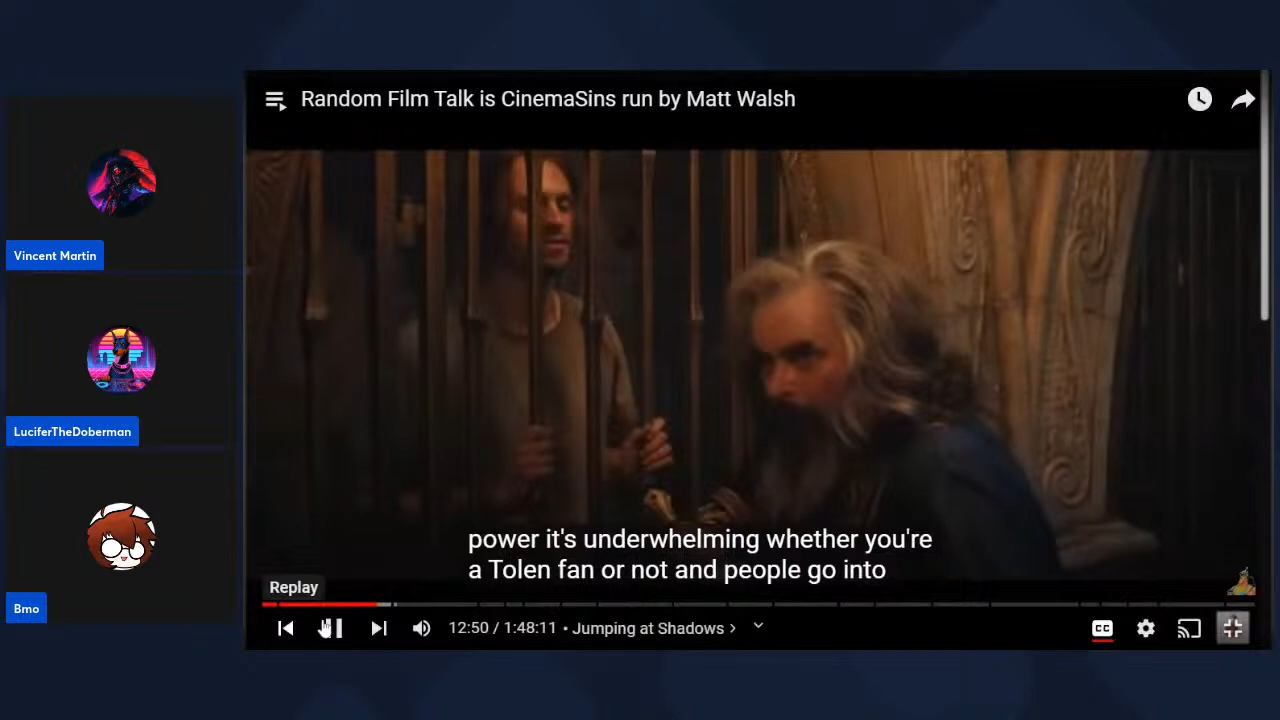 Random Film Talk is CinemaSins run by Matt Walsh
Vincent Martin
LuciferTheDoberman
Bmo
power it's underwhelming whether you're
a Tolen fan or not and people go into
Replay
12:50 / 1:48:11 • Jumping at Shadows >
CC